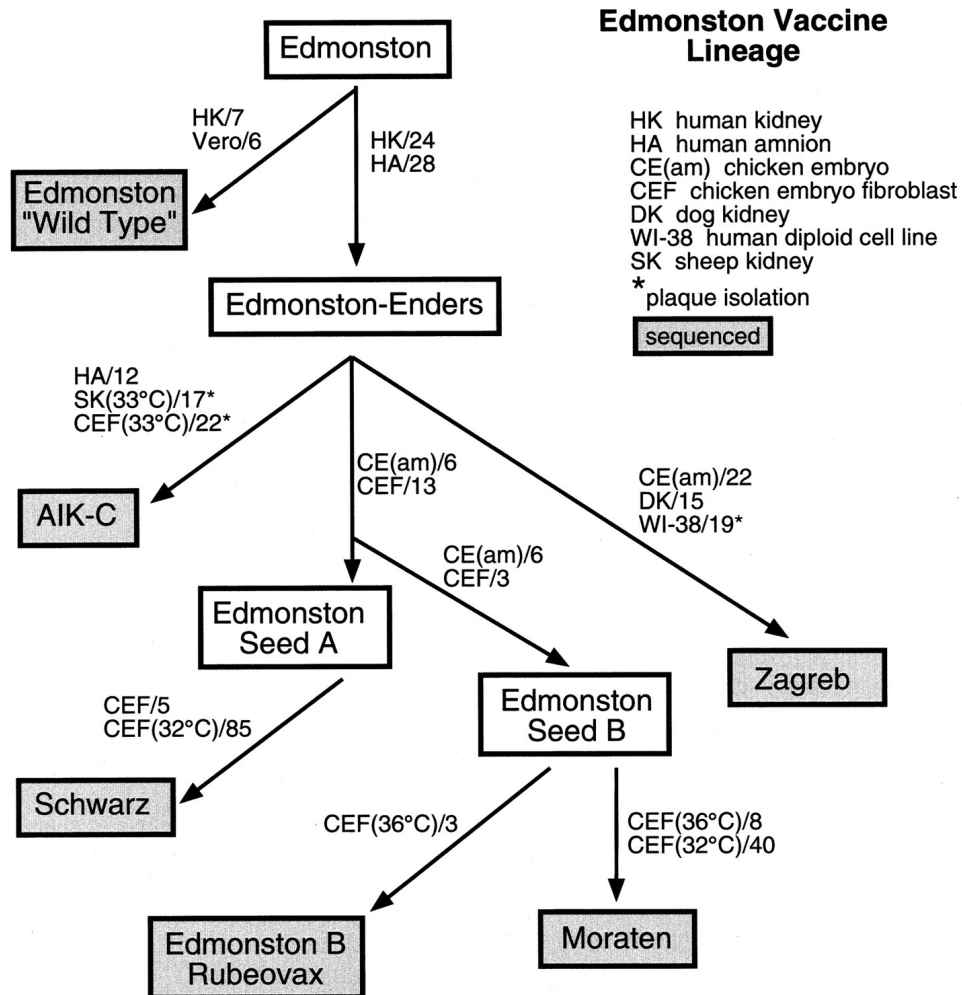 Edmonston Vaccine
Lineage
Edmonston
HK/7
Vero/6
HK/24
HA/28
HK human kidney
HA human amnion
CE(am) chicken embryo
CEF chicken embryo fibroblast
DK dog kidney
WI-38 human diploid cell line
SK sheep kidney
* plaque isolation
sequenced
Edmonston
"Wild Type"
Edmonston-Enders
HA/12
SK(33°C)/17*
CEF(33°C)/22*
CE(am)/6
CEF/13
CE(am)/22
DK/15
WI-38/19*
AIK-C
CE(am)/6
CEF/3
Edmonston
Seed A
Zagreb
CEF/5
CEF(32°C)/85
Edmonston
Seed B
Schwarz
CEF(36°C)/3
CEF(36°C)/8
CEF(32°C)/40
Edmonston B
Rubeovax
Moraten